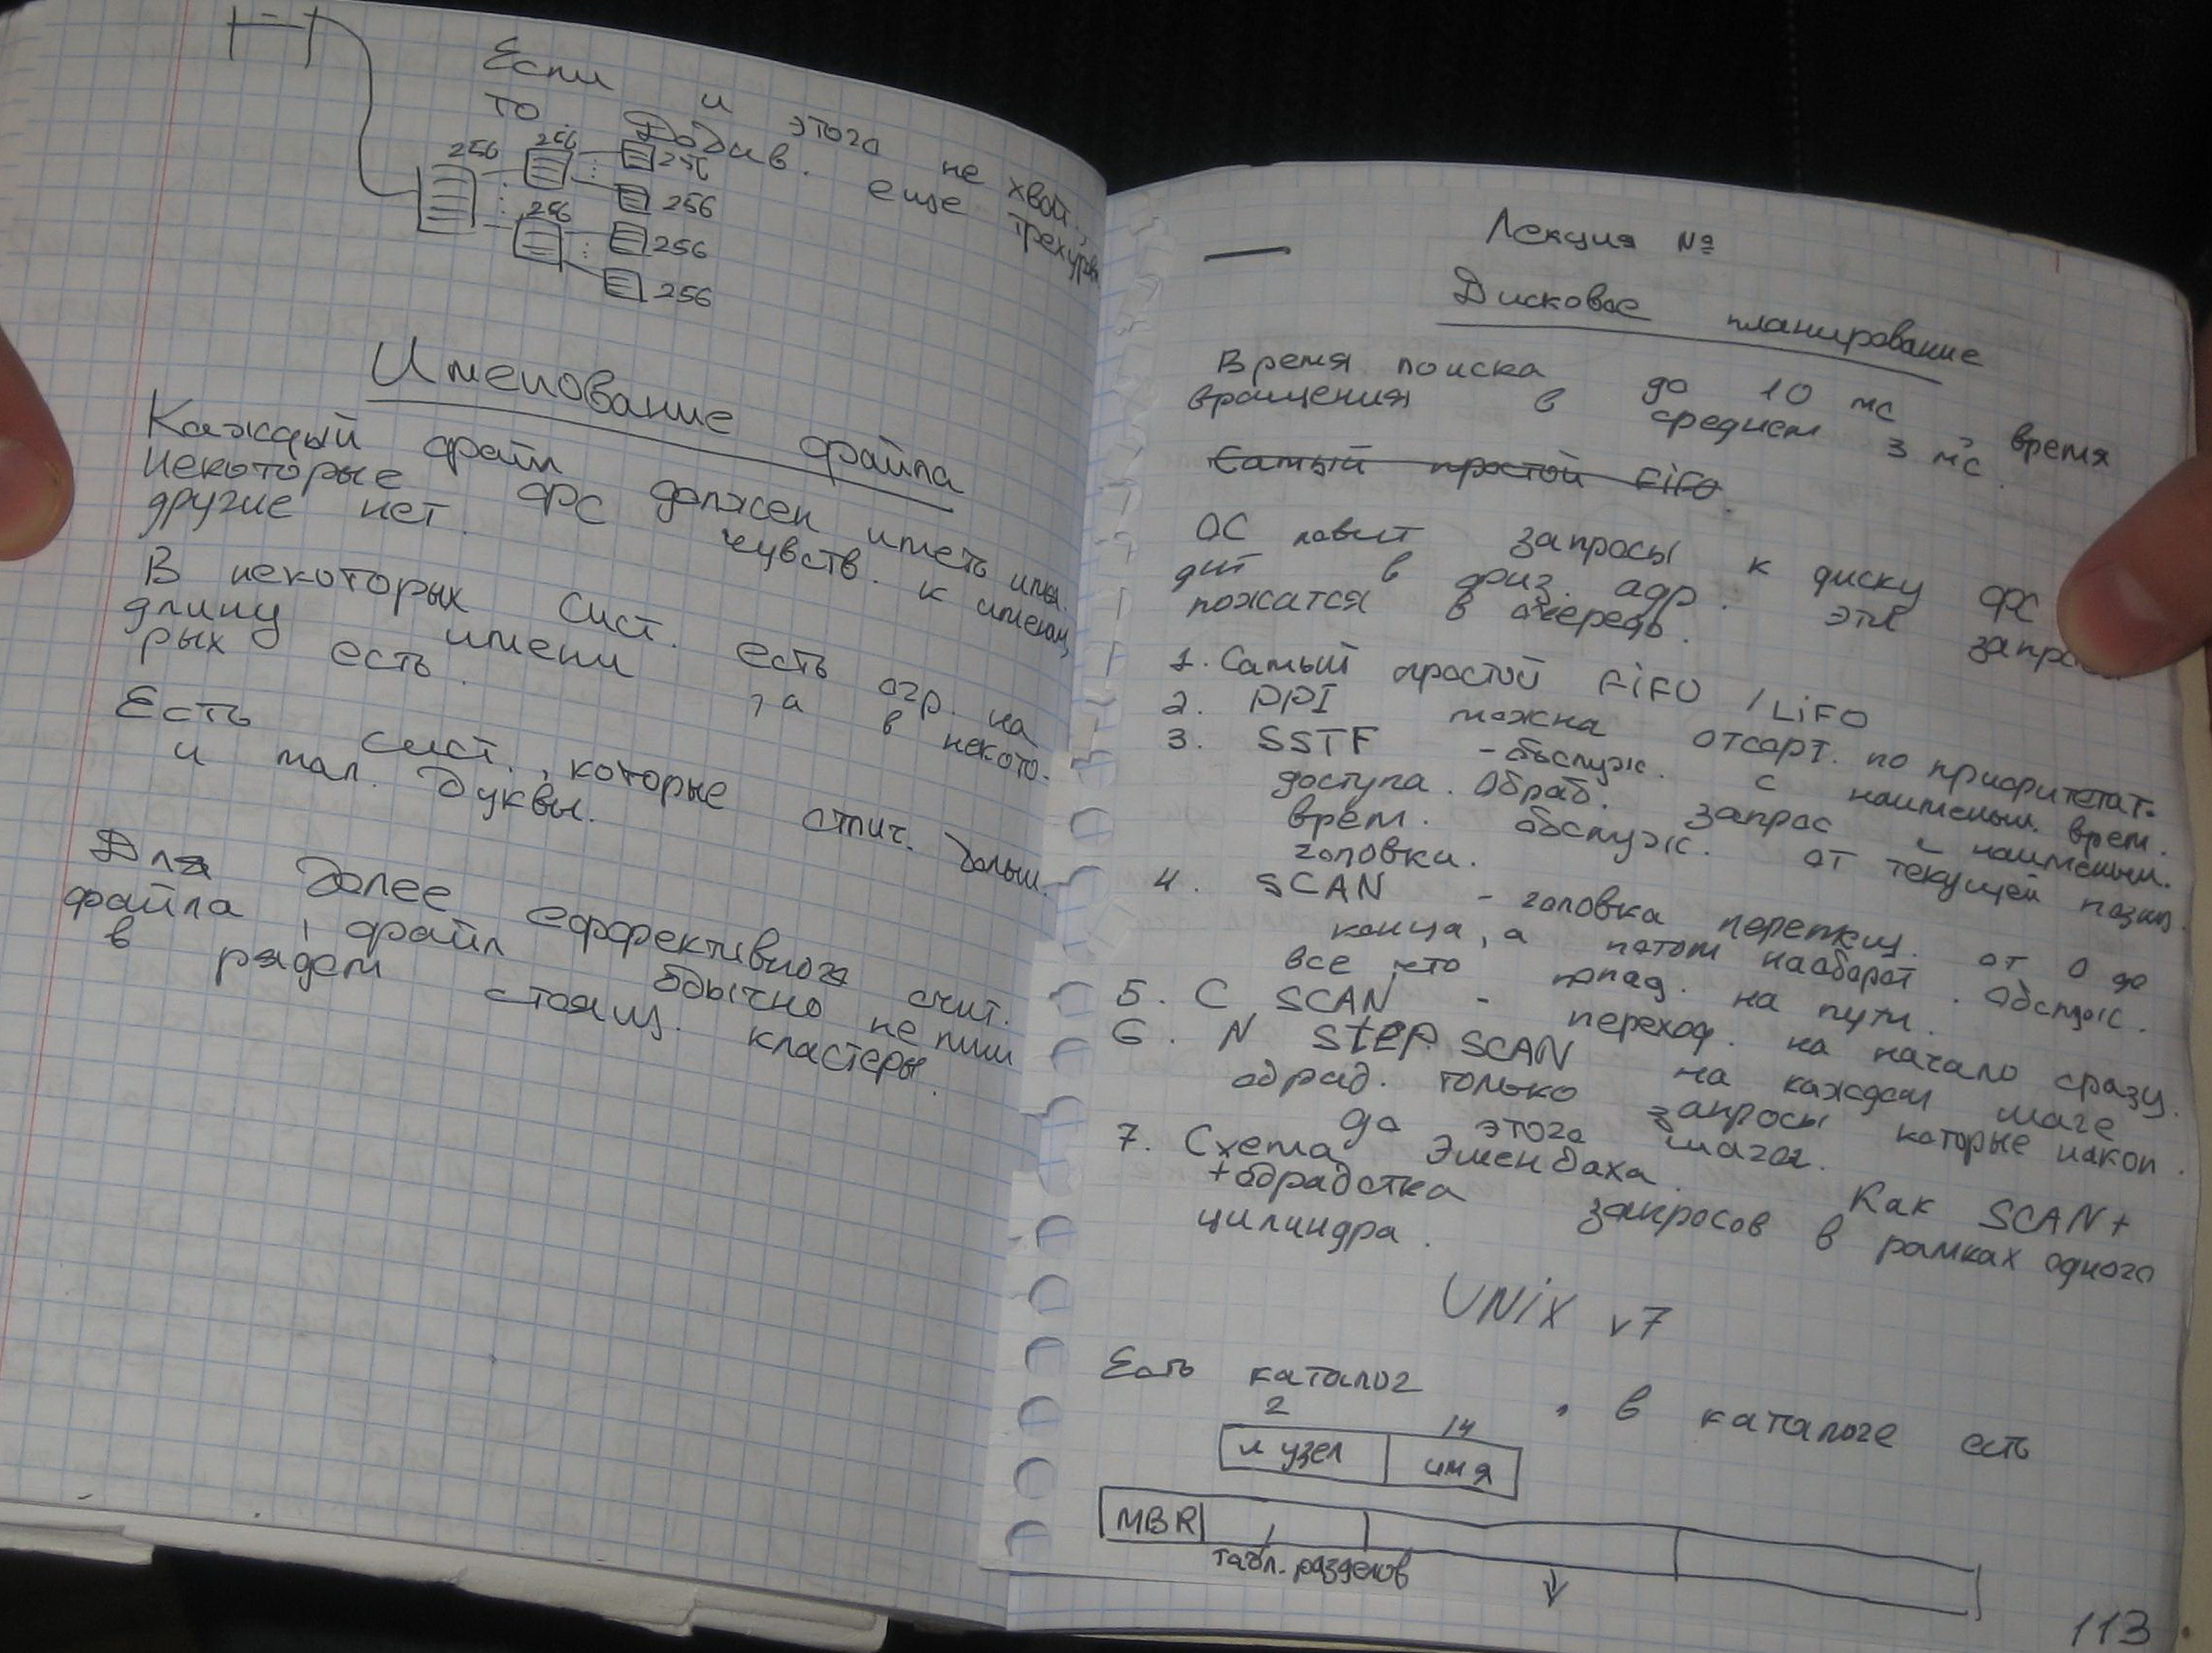 Если и этого не хват.,
то добив. еще трехуров
256 256 256
256
256 256
256
Именование файла
Каждый файл должен иметь имя.
Некоторые ФС чувств. к именам,
другие нет.
В некоторых сист. есть огр. на
длину имени, а в некото-
рых есть.
Есть сист., которые отлич. больш.
и мал. буквы.
Для более еффективнога счит.
файла, файл обычно не пиш
в рядом стоящ. кластеры.
Лекция №
Дисковое планирование
Время поиска до 10 мс, время
вращения в среднем 3 мс.
Самый простой FiFO.
ОС ловит запросы к диску ФС
дит в физ. адр. эти запро
ложатся в очередь.
1. Самый простой FiFO / LiFO
2. PPI можно отсорт. по приоритетат.
3. SSTF - обслуж. с наименьш. врем.
доступа. Обраб. запрос с наименьш.
врем. обслуж. от текущей позиц.
головки.
4. SCAN - головка перемещ. от 0 до
конца, а потом наоборот. Обслуж.
все что попад. на пути.
5. C SCAN - переход. на начало сразу.
6. N StEP SCAN на каждом шаге
обраб. только запросы которые накоп.
до этого шага.
7. Схема Эшенбаха. Как SCAN+
+обработка запросов в рамках одного
цилиндра.
UNiX v7
Есть каталог, в каталоге есть
2 14
и узел имя
MBR
табл. разделов
113